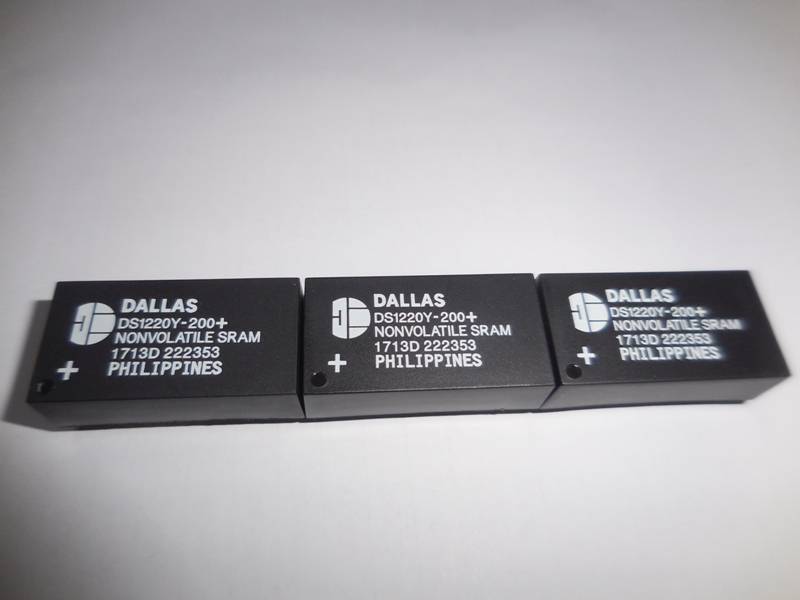 DALLAS
DS1220Y-200+
NONVOLATILE SRAM
1713D 222353
+ PHILIPPINES
DALLAS
DS1220Y-200+
NONVOLATILE SRAM
1713D 222353
+ PHILIPPINES
DALLAS
DS1220Y-200+
NONVOLATILE SRAM
1713D 222353
+ PHILIPPINES